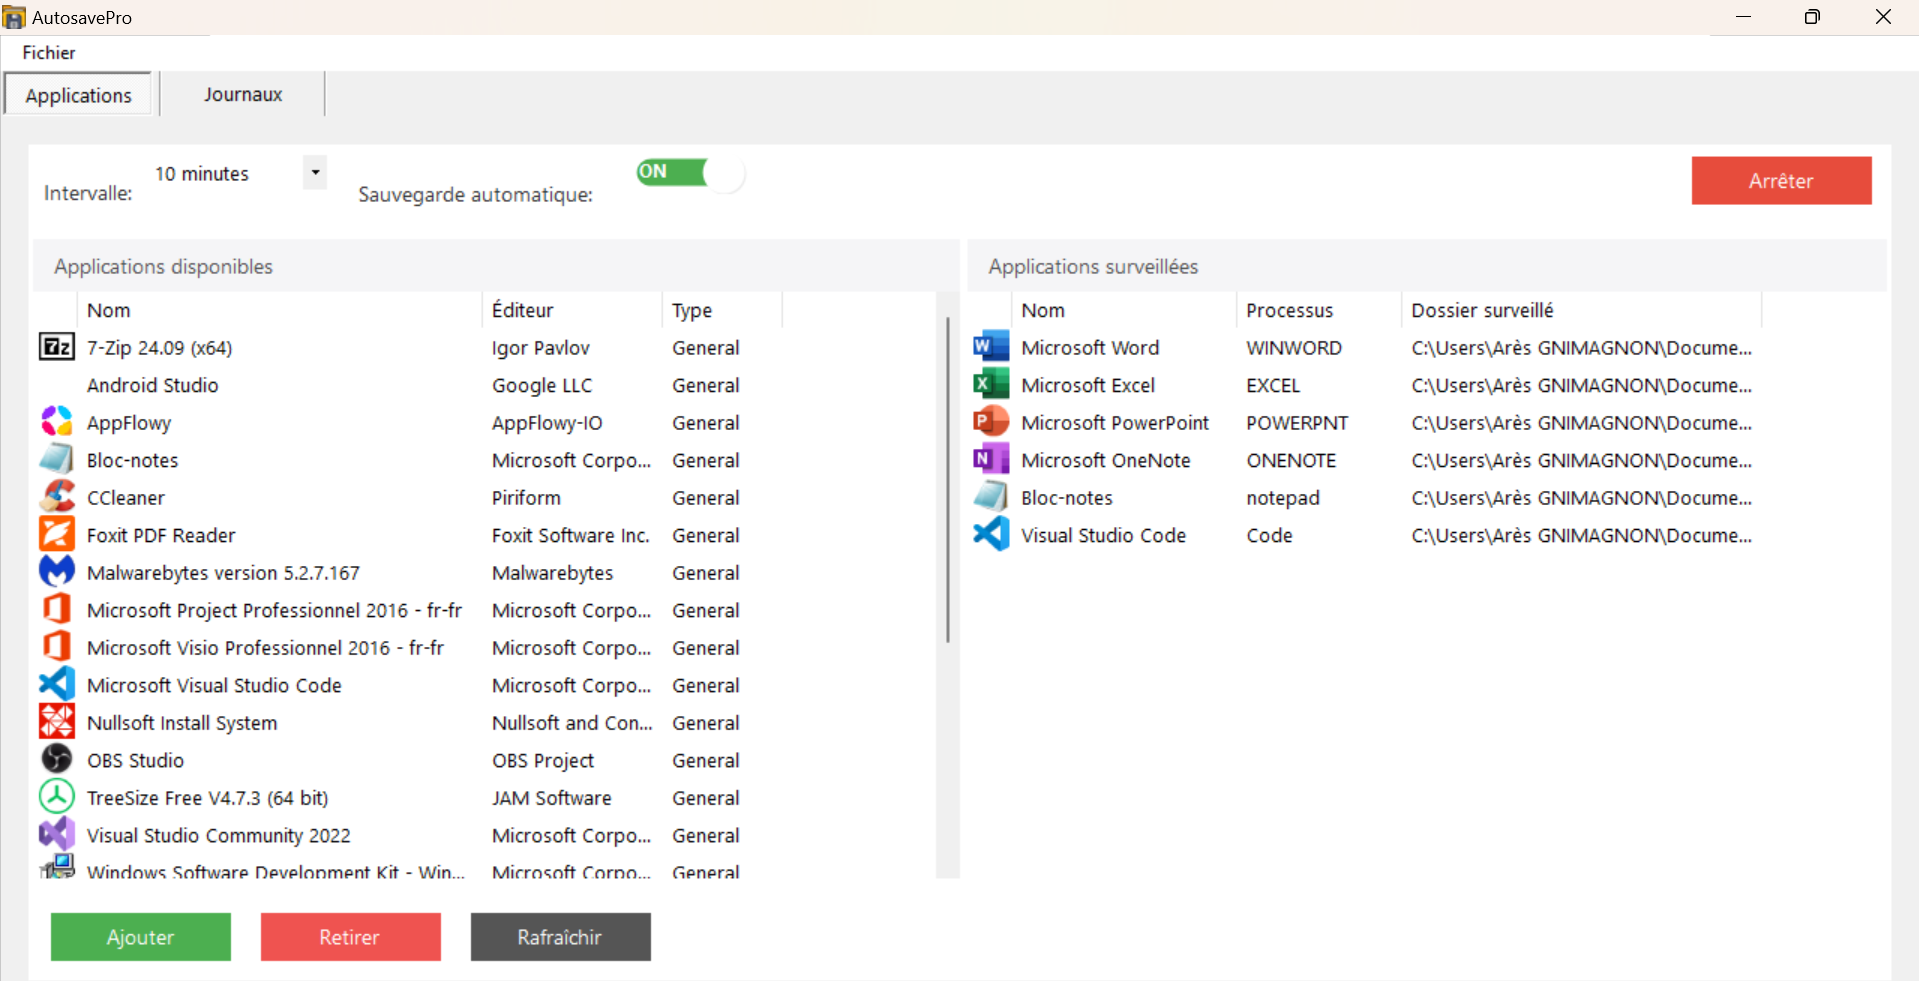 AutosavePro
Fichier
Applications Journaux
Intervalle: 10 minutes Sauvegarde automatique: ON Arrêter
Applications disponibles
Nom Éditeur Type
7-Zip 24.09 (x64) Igor Pavlov General
Android Studio Google LLC General
AppFlowy AppFlowy-IO General
Bloc-notes Microsoft Corpo... General
CCleaner Piriform General
Foxit PDF Reader Foxit Software Inc. General
Malwarebytes version 5.2.7.167 Malwarebytes General
Microsoft Project Professionnel 2016 - fr-fr Microsoft Corpo... General
Microsoft Visio Professionnel 2016 - fr-fr Microsoft Corpo... General
Microsoft Visual Studio Code Microsoft Corpo... General
Nullsoft Install System Nullsoft and Con... General
OBS Studio OBS Project General
TreeSize Free V4.7.3 (64 bit) JAM Software General
Visual Studio Community 2022 Microsoft Corpo... General
Windows Software Development Kit - Win... Microsoft Corpo... General
Applications surveillées
Nom Processus Dossier surveillé
Microsoft Word WINWORD C:\Users\Arès GNIMAGNON\Docume...
Microsoft Excel EXCEL C:\Users\Arès GNIMAGNON\Docume...
Microsoft PowerPoint POWERPNT C:\Users\Arès GNIMAGNON\Docume...
Microsoft OneNote ONENOTE C:\Users\Arès GNIMAGNON\Docume...
Bloc-notes notepad C:\Users\Arès GNIMAGNON\Docume...
Visual Studio Code Code C:\Users\Arès GNIMAGNON\Docume...
Ajouter Retirer Rafraîchir